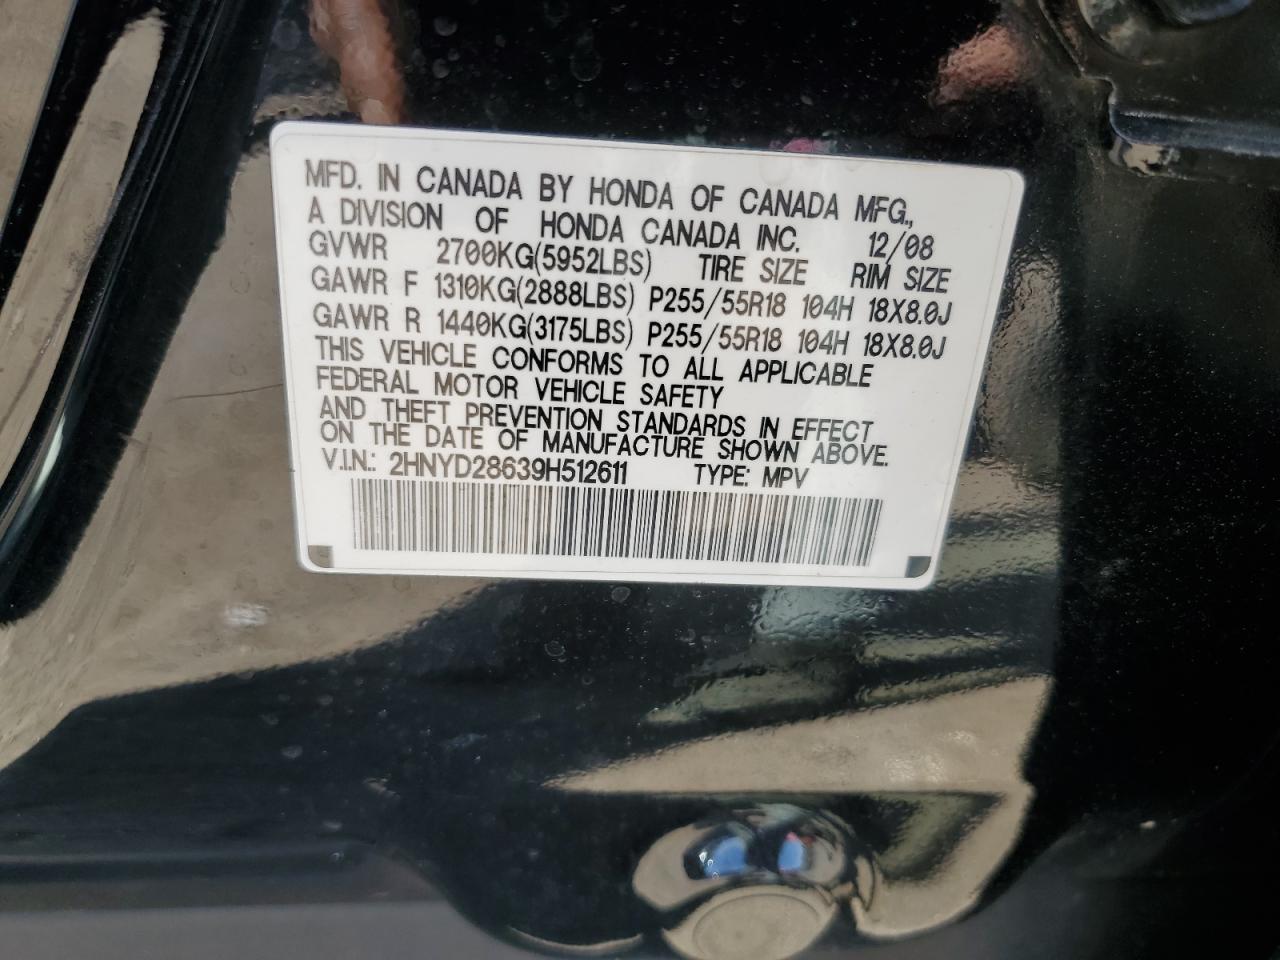 MFD. IN CANADA BY HONDA OF CANADA MFG.,
A DIVISION OF HONDA CANADA INC. 12/08
GVWR 2700KG(5952LBS) TIRE SIZE RIM SIZE
GAWR F 1310KG(2888LBS) P255/55R18 104H 18X8.0J
GAWR R 1440KG(3175LBS) P255/55R18 104H 18X8.0J
THIS VEHICLE CONFORMS TO ALL APPLICABLE
FEDERAL MOTOR VEHICLE SAFETY
AND THEFT PREVENTION STANDARDS IN EFFECT
ON THE DATE OF MANUFACTURE SHOWN ABOVE.
V.I.N.: 2HNYD28639H512611 TYPE: MPV